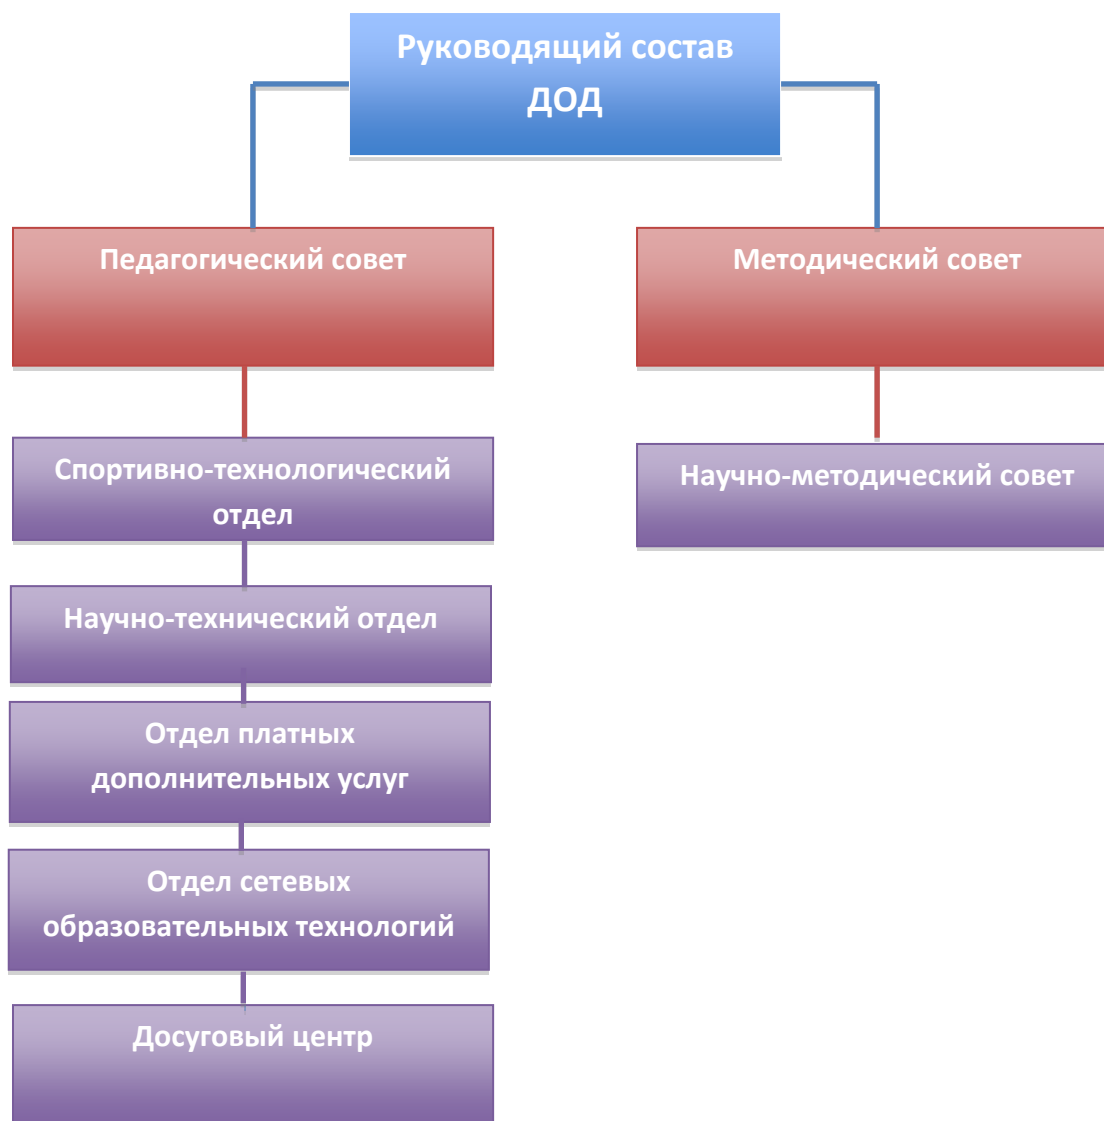 Руководящий состав
ДОД
Педагогический совет
Методический совет
Спортивно-технологический
отдел
Научно-методический совет
Научно-технический отдел
Отдел платных
дополнительных услуг
Отдел сетевых
образовательных технологий
Досуговый центр